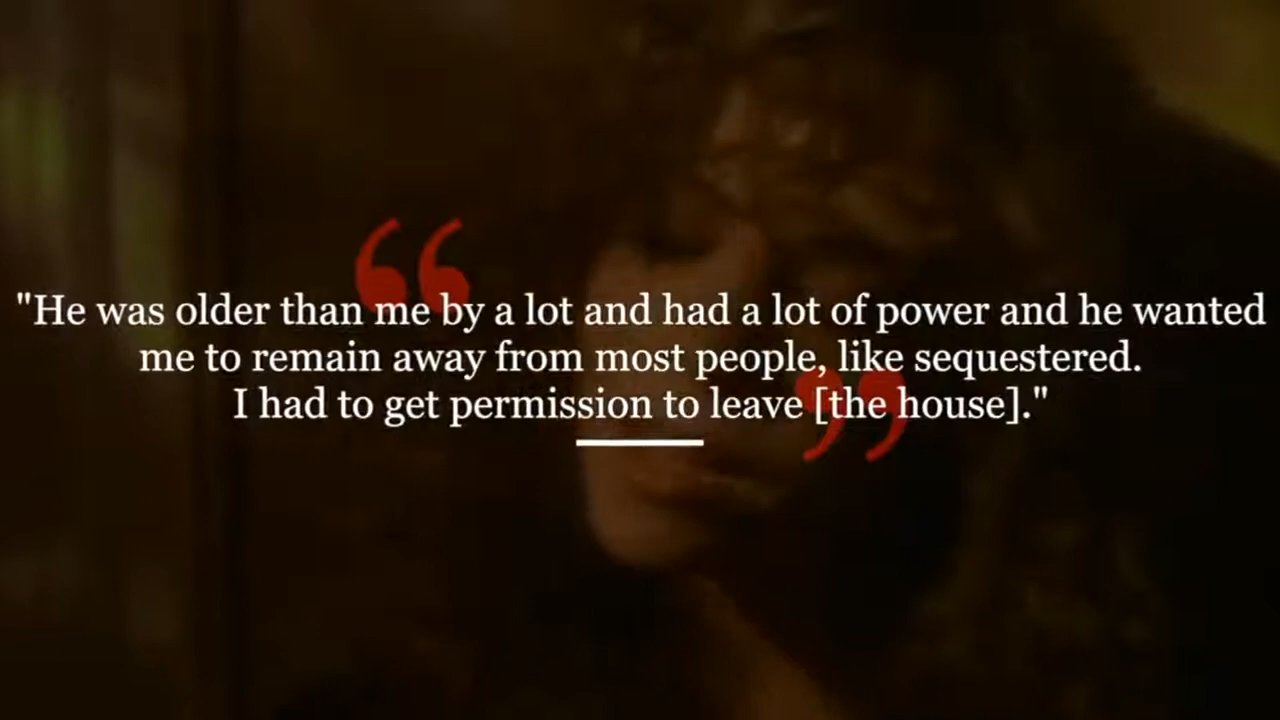 "He was older than me by a lot and had a lot of power and he wanted
me to remain away from most people, like sequestered.
I had to get permission to leave [the house]."